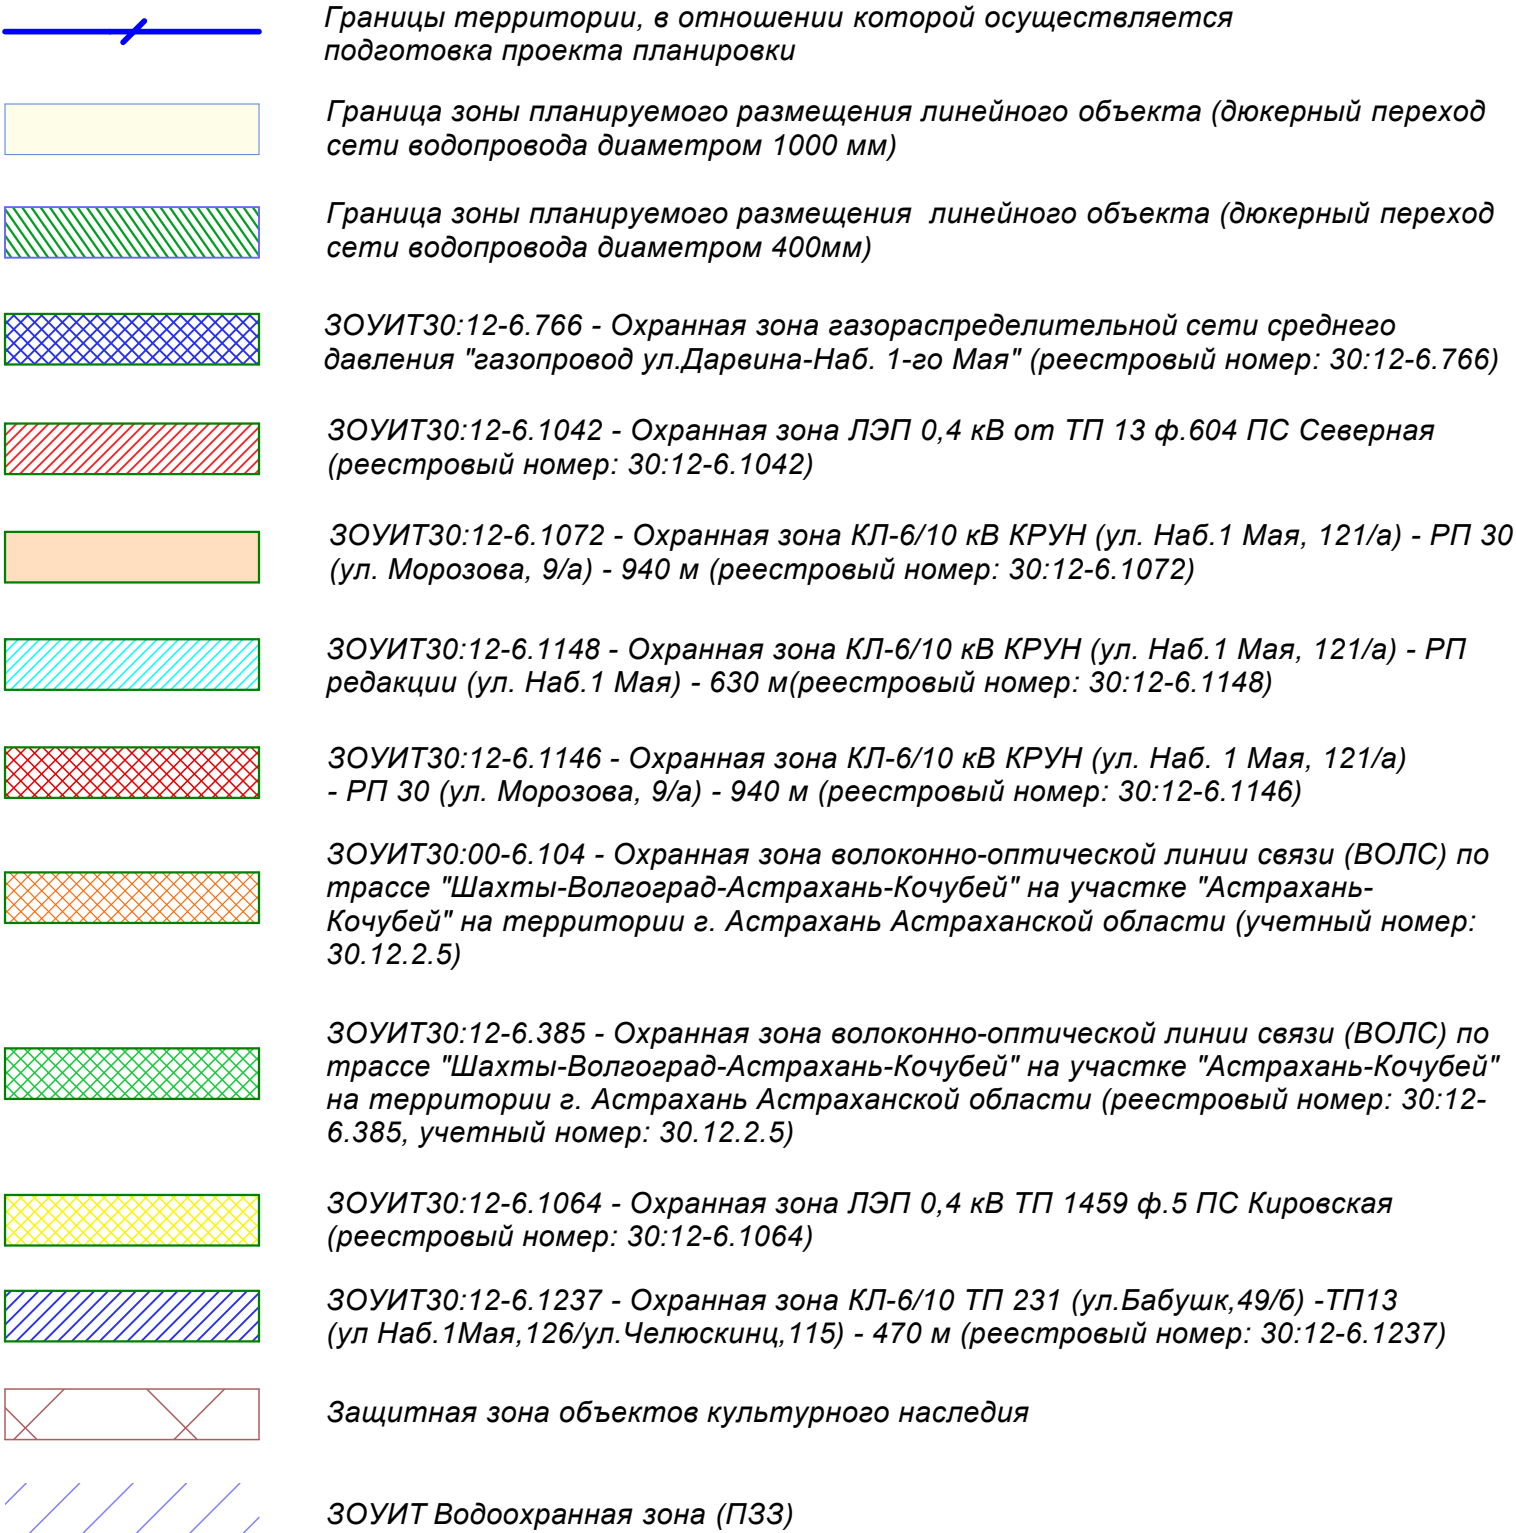 Границы территории, в отношении которой осуществляется
подготовка проекта планировки
Граница зоны планируемого размещения линейного объекта (дюкерный переход
сети водопровода диаметром 1000 мм)
Граница зоны планируемого размещения  линейного объекта (дюкерный переход
сети водопровода диаметром 400мм)
ЗОУИТ30:12-6.766 - Охранная зона газораспределительной сети среднего
давления "газопровод ул.Дарвина-Наб. 1-го Мая" (реестровый номер: 30:12-6.766)
ЗОУИТ30:12-6.1042 - Охранная зона ЛЭП 0,4 кВ от ТП 13 ф.604 ПС Северная
(реестровый номер: 30:12-6.1042)
ЗОУИТ30:12-6.1072 - Охранная зона КЛ-6/10 кВ КРУН (ул. Наб.1 Мая, 121/а) - РП 30
(ул. Морозова, 9/а) - 940 м (реестровый номер: 30:12-6.1072)
ЗОУИТ30:12-6.1148 - Охранная зона КЛ-6/10 кВ КРУН (ул. Наб.1 Мая, 121/а) - РП
редакции (ул. Наб.1 Мая) - 630 м(реестровый номер: 30:12-6.1148)
ЗОУИТ30:12-6.1146 - Охранная зона КЛ-6/10 кВ КРУН (ул. Наб. 1 Мая, 121/а)
- РП 30 (ул. Морозова, 9/а) - 940 м (реестровый номер: 30:12-6.1146)
ЗОУИТ30:00-6.104 - Охранная зона волоконно-оптической линии связи (ВОЛС) по
трассе "Шахты-Волгоград-Астрахань-Кочубей" на участке "Астрахань-
Кочубей" на территории г. Астрахань Астраханской области (учетный номер:
30.12.2.5)
ЗОУИТ30:12-6.385 - Охранная зона волоконно-оптической линии связи (ВОЛС) по
трассе "Шахты-Волгоград-Астрахань-Кочубей" на участке "Астрахань-Кочубей"
на территории г. Астрахань Астраханской области (реестровый номер: 30:12-
6.385, учетный номер: 30.12.2.5)
ЗОУИТ30:12-6.1064 - Охранная зона ЛЭП 0,4 кВ ТП 1459 ф.5 ПС Кировская
(реестровый номер: 30:12-6.1064)
ЗОУИТ30:12-6.1237 - Охранная зона КЛ-6/10 ТП 231 (ул.Бабушк,49/б) -ТП13
(ул Наб.1Мая,126/ул.Челюскинц,115) - 470 м (реестровый номер: 30:12-6.1237)
Защитная зона объектов культурного наследия
ЗОУИТ Водоохранная зона (ПЗЗ)